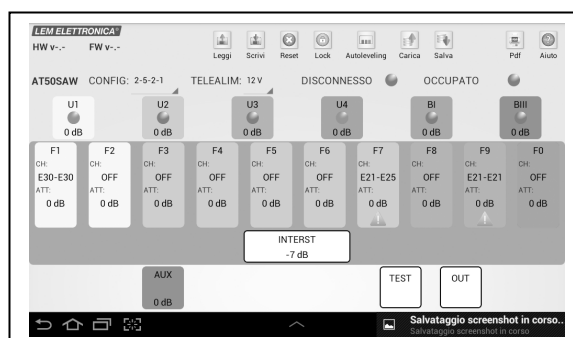 LEM ELETTRONICA®
HW v-.- FW v-.-
Leggi Scrivi Reset Lock Autoleveling Carica Salva Pdf Aiuto
AT50SAW CONFIG: 2-5-2-1 TELEALIM: 12 V DISCONNESSO OCCUPATO
U1 U2 U3 U4 BI BIII
0 dB 0 dB 0 dB 0 dB 0 dB 0 dB
F1 F2 F3 F4 F5 F6 F7 F8 F9 F0
CH: CH: CH: CH: CH: CH: CH: CH: CH: CH:
E30-E30 OFF OFF OFF OFF OFF E21-E25 OFF E21-E21 OFF
ATT: ATT: ATT: ATT: ATT: ATT: ATT: ATT: ATT: ATT:
0 dB 0 dB 0 dB 0 dB 0 dB 0 dB 0 dB 0 dB 0 dB 0 dB
INTERST
-7 dB
AUX TEST OUT
0 dB
Salvataggio screenshot in corso..
Salvataggio screenshot in corso